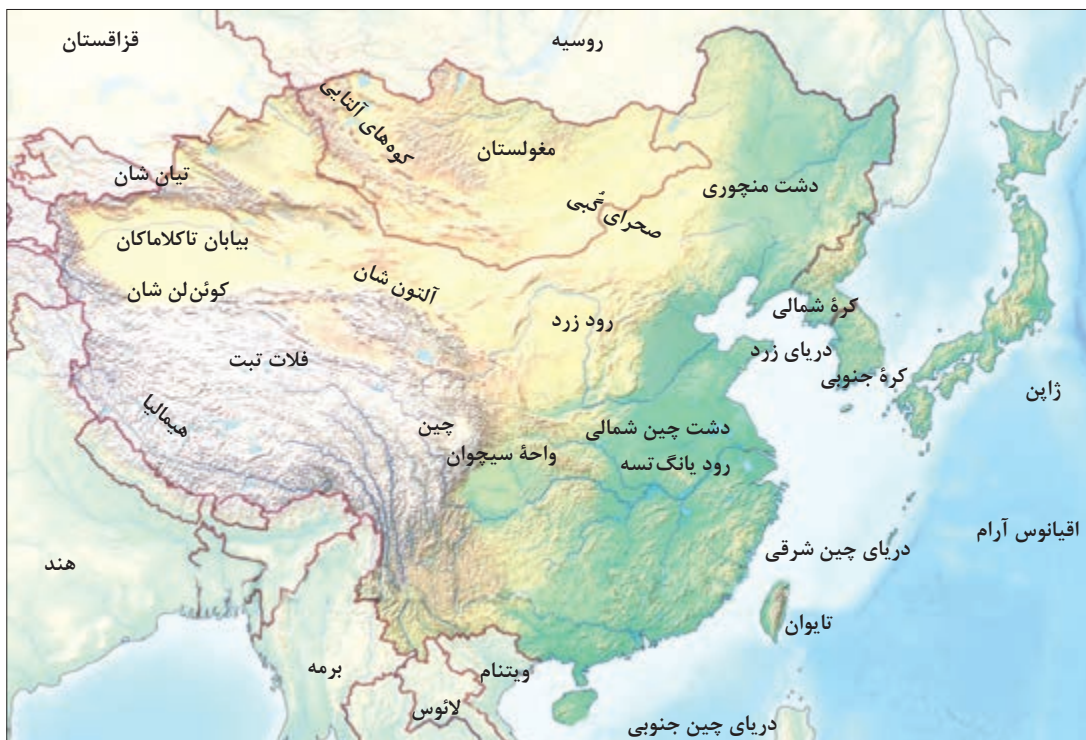 روسیه
قزاقستان
کوه‌های آلتایی
مغولستان
تیان شان
دشت منچوری
صحرای گُبی
بیابان تاکلاماکان
آلتون شان
کوئن‌لن شان
کرهٔ شمالی
رود زرد
دریای زرد
فلات تبت
کرهٔ جنوبی
ژاپن
هیمالیا
چین
دشت چین شمالی
واحهٔ سیچوان
رود یانگ‌تسه
اقیانوس آرام
دریای چین شرقی
هند
تایوان
برمه
ویتنام
لائوس
دریای چین جنوبی